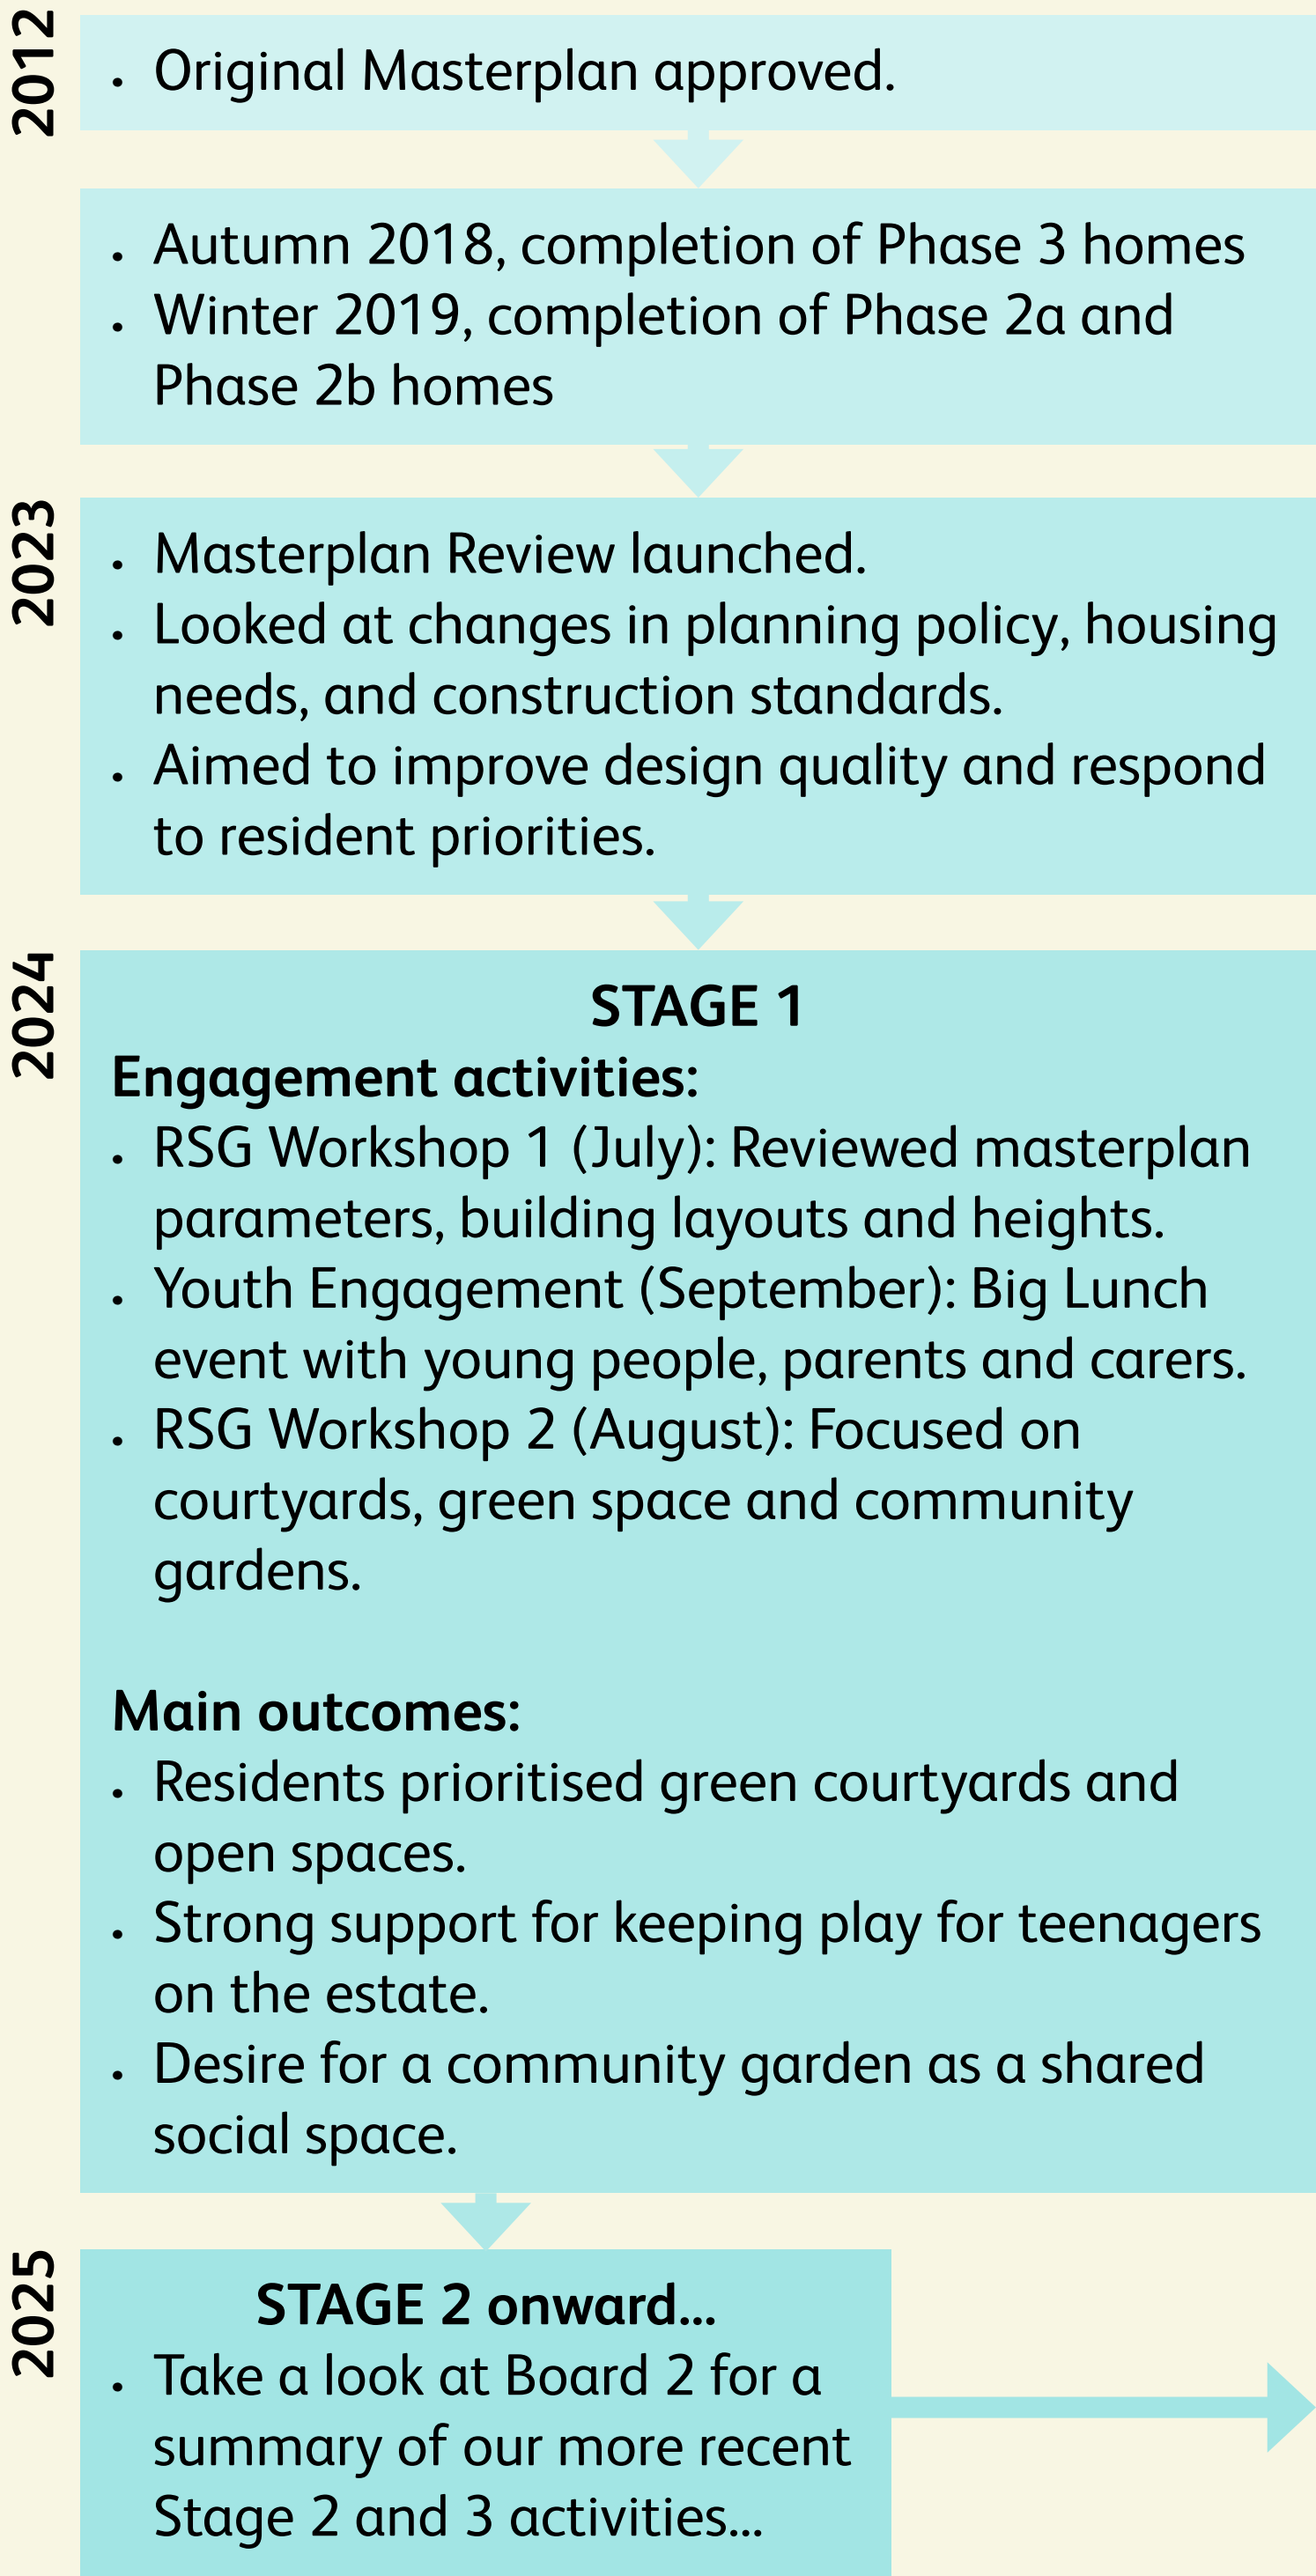 2012
• Original Masterplan approved.
• Autumn 2018, completion of Phase 3 homes
• Winter 2019, completion of Phase 2a and
Phase 2b homes
2023
• Masterplan Review launched.
• Looked at changes in planning policy, housing
needs, and construction standards.
• Aimed to improve design quality and respond
to resident priorities.
2024
STAGE 1
Engagement activities:
• RSG Workshop 1 (July): Reviewed masterplan
parameters, building layouts and heights.
• Youth Engagement (September): Big Lunch
event with young people, parents and carers.
• RSG Workshop 2 (August): Focused on
courtyards, green space and community
gardens.
Main outcomes:
• Residents prioritised green courtyards and
open spaces.
• Strong support for keeping play for teenagers
on the estate.
• Desire for a community garden as a shared
social space.
2025
STAGE 2 onward...
• Take a look at Board 2 for a
summary of our more recent
Stage 2 and 3 activities...